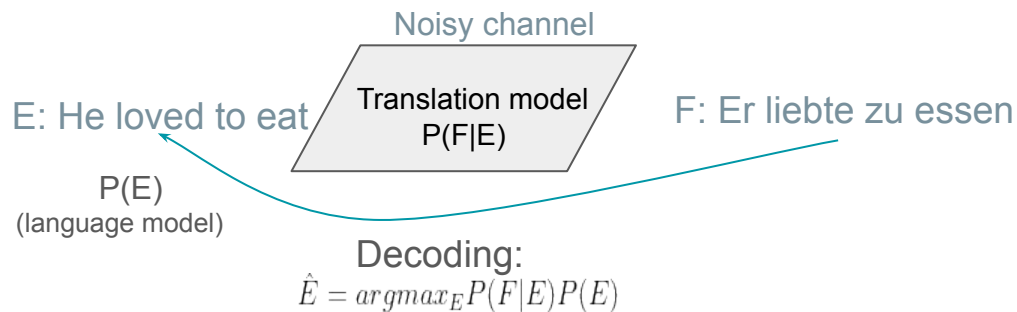 Noisy channel
E: He loved to eat
Translation model
P(F|E)
F: Er liebte zu essen
P(E)
(language model)
Decoding:
Ê = argmax_E P(F|E)P(E)